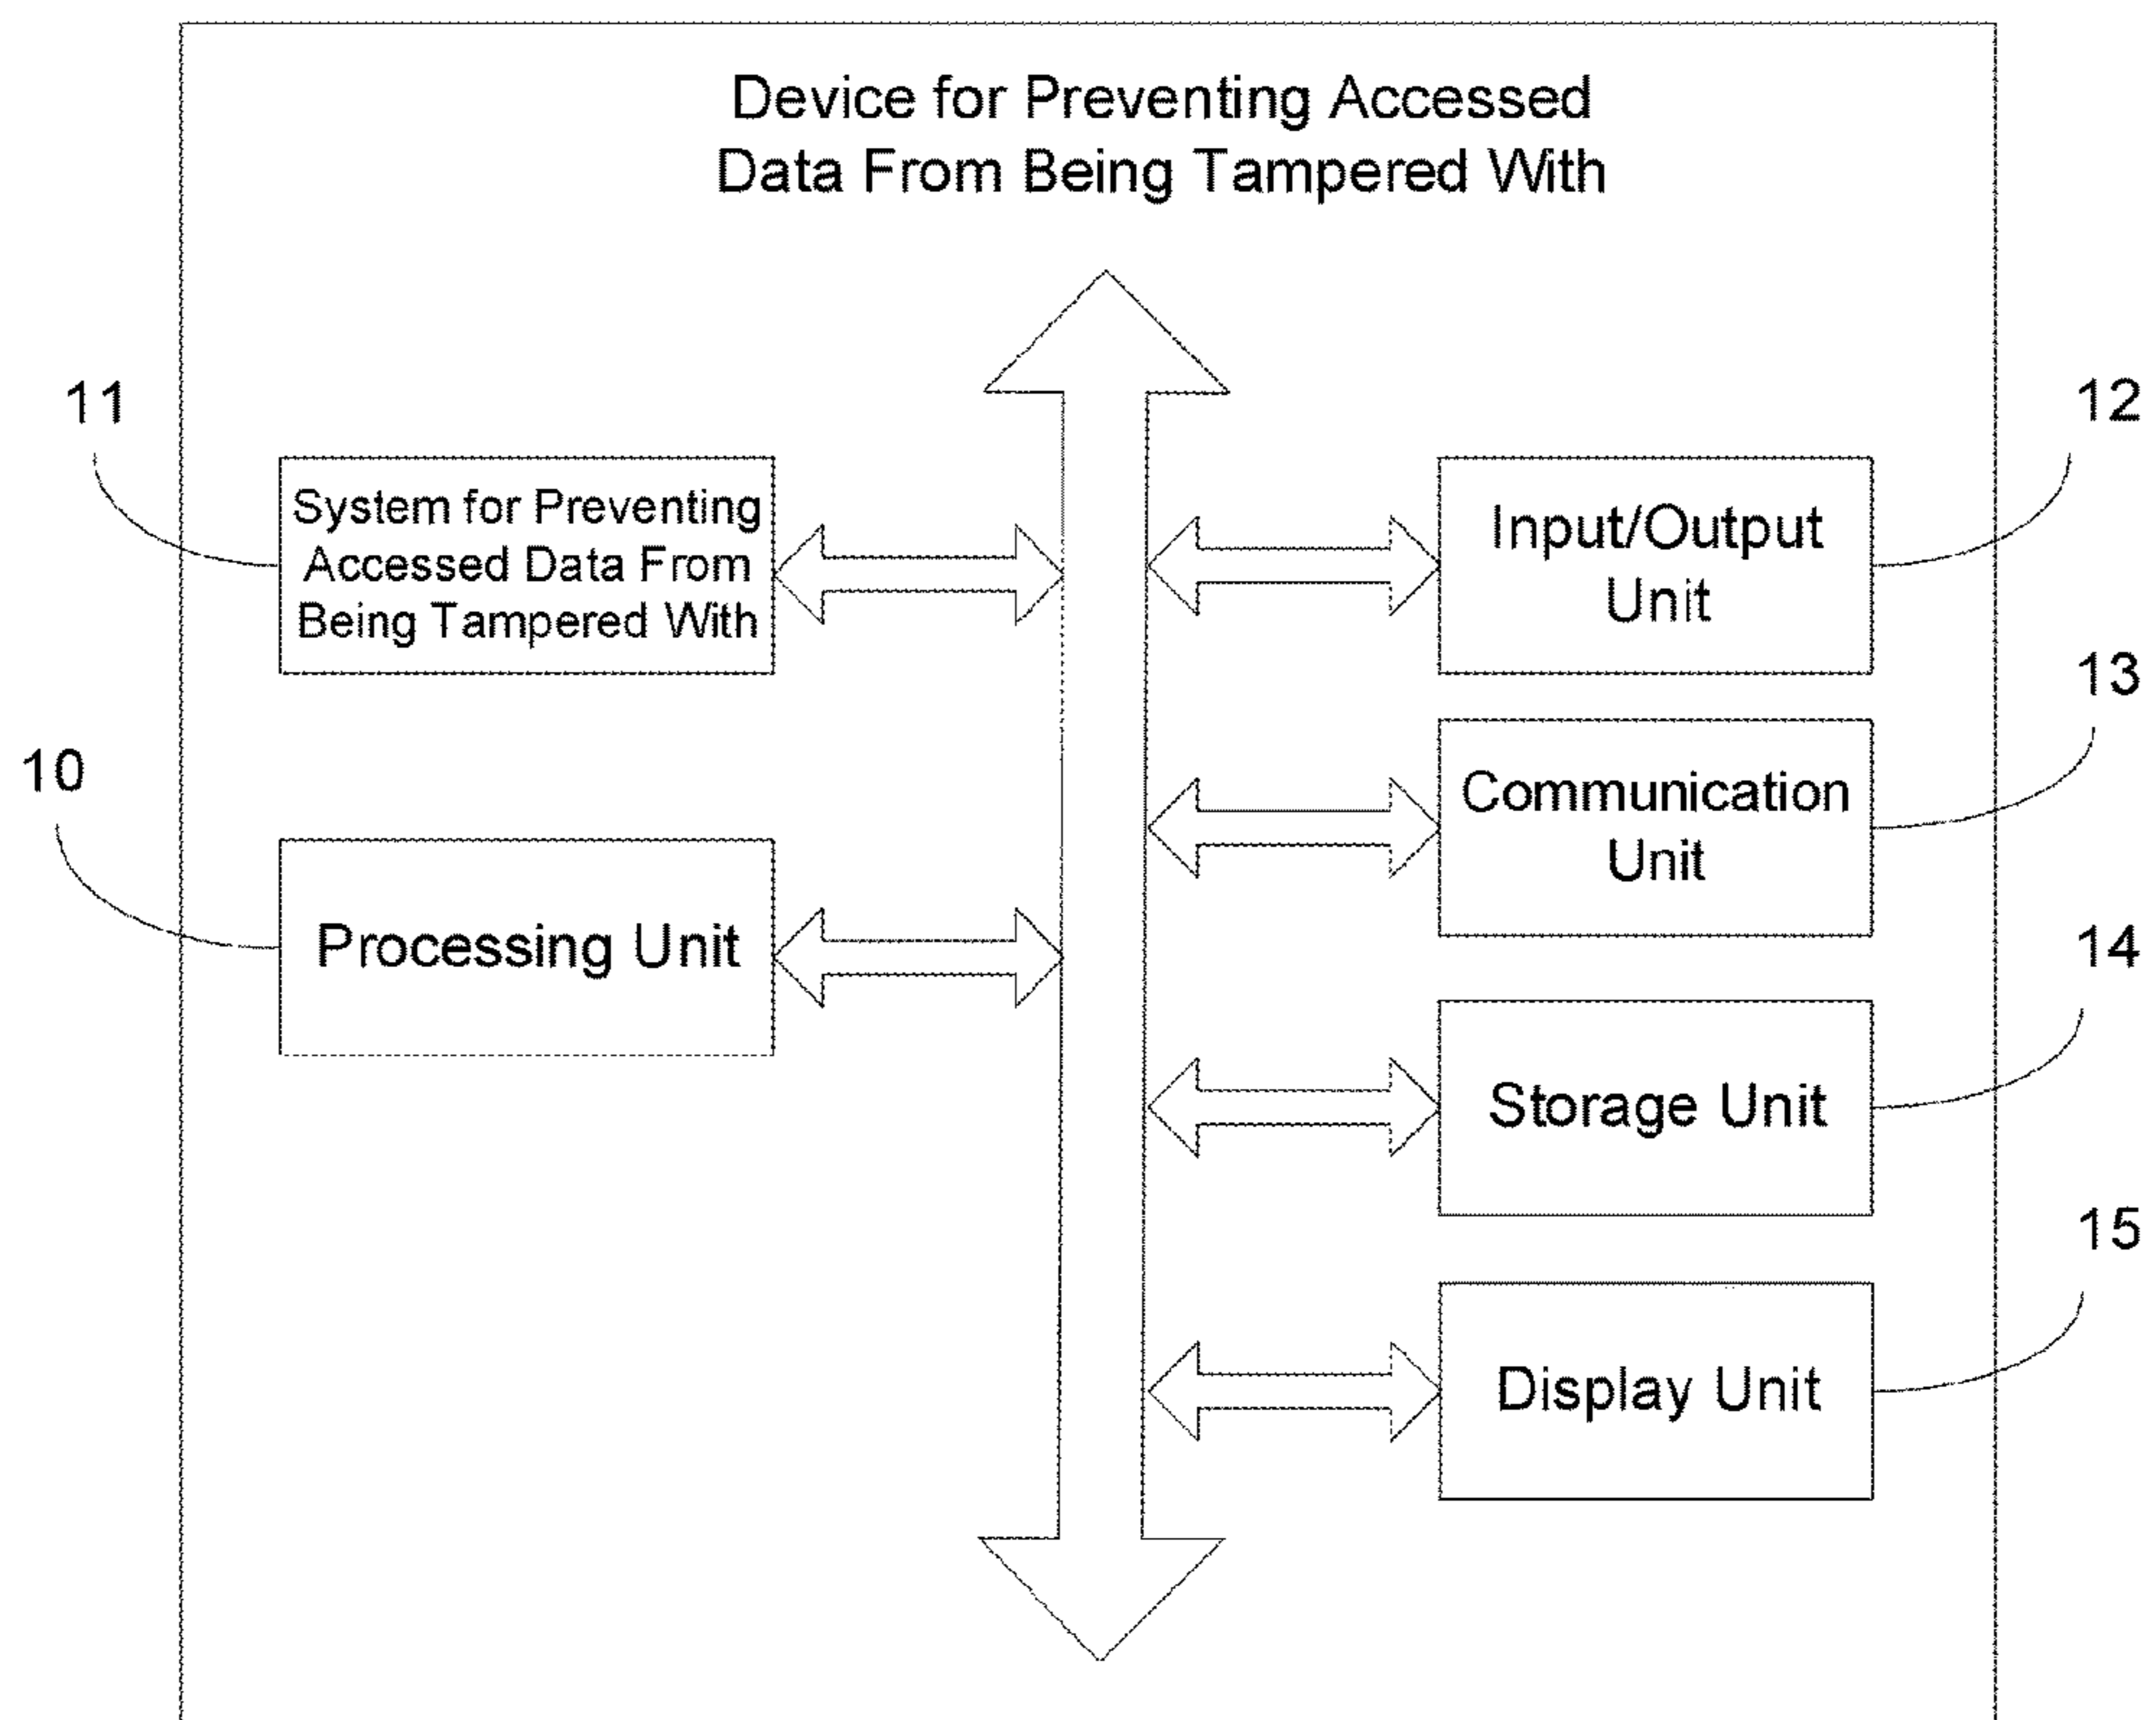 Device for Preventing Accessed
Data From Being Tampered With
11
System for Preventing
Accessed Data From
Being Tampered With
10
Processing Unit
12
Input/Output
Unit
13
Communication
Unit
14
Storage Unit
15
Display Unit